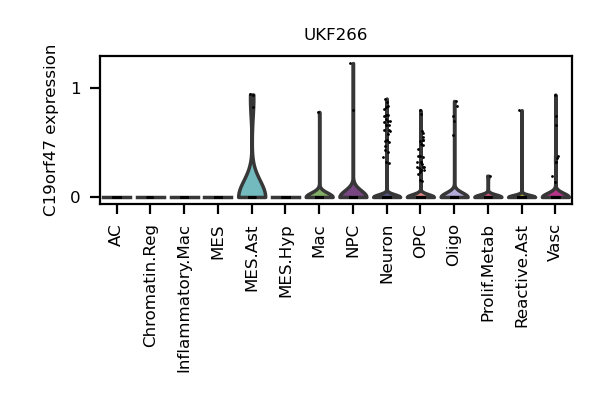 UKF266
C19orf47 expression
1
0
AC
Chromatin.Reg
Inflammatory.Mac
MES
MES.Ast
MES.Hyp
Mac
NPC
Neuron
OPC
Oligo
Prolif.Metab
Reactive.Ast
Vasc